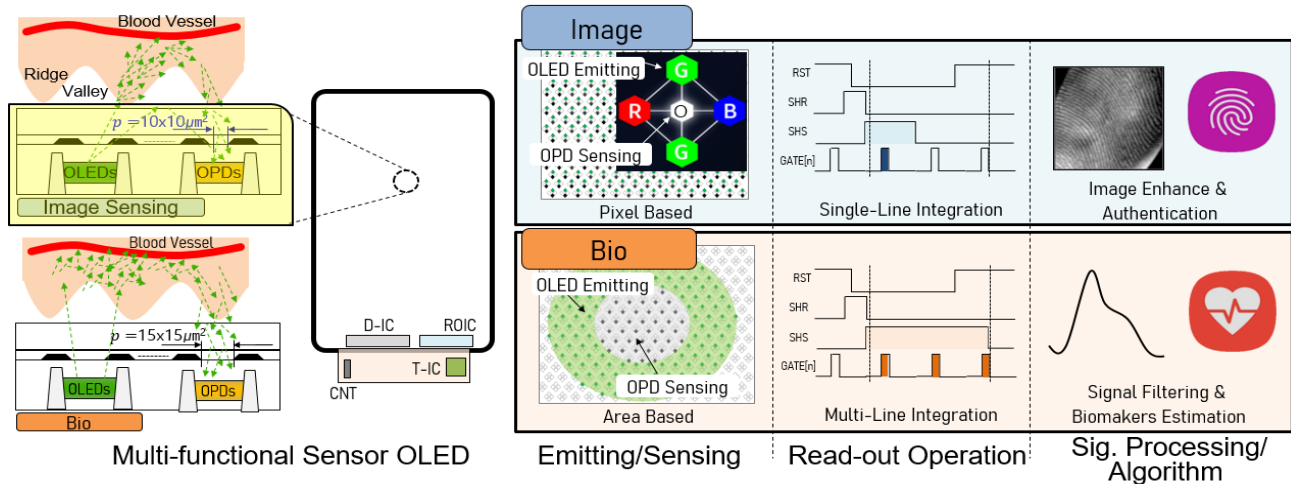 Blood Vessel
Ridge
Valley
p =10x10μm²
OLEDs
OPDs
Image Sensing
Blood Vessel
p =15x15μm²
OLEDs
OPDs
Bio
D-IC
ROIC
T-IC
CNT
Multi-functional Sensor OLED
Image
OLED Emitting
G
R
O
B
G
OPD Sensing
Pixel Based
RST
SHR
SHS
GATE[n]
Single-Line Integration
Image Enhance &
Authentication
Bio
OLED Emitting
OPD Sensing
Area Based
RST
SHR
SHS
GATE[n]
Multi-Line Integration
Signal Filtering &
Biomakers Estimation
Emitting/Sensing
Read-out Operation
Sig. Processing/
Algorithm